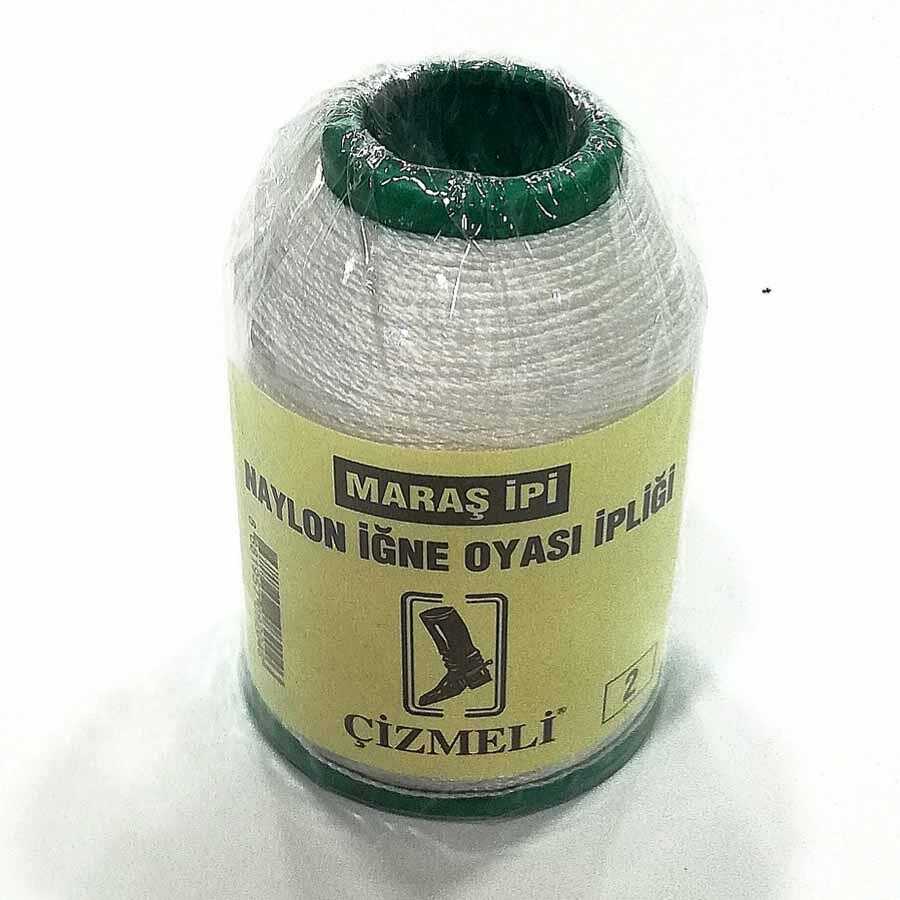 MARAŞ İPİ
NAYLON İĞNE OYASI İPLİĞİ
ÇİZMELİ®
2